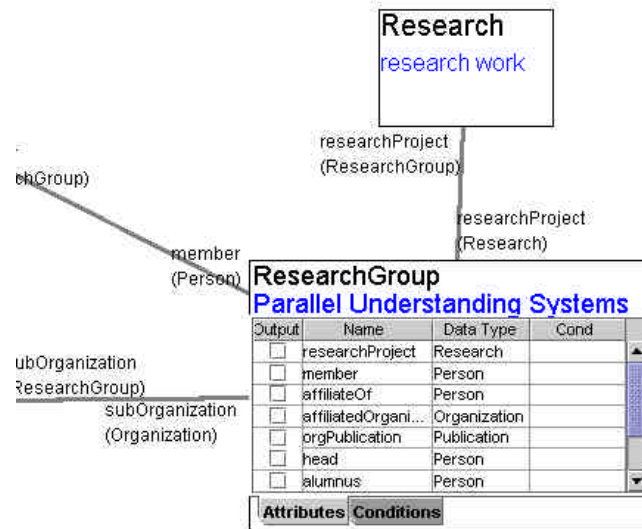 Research
research work
researchProject
(ResearchGroup)
chGroup)
researchProject
(Research)
member
(Person)
ResearchGroup
Parallel Understanding Systems
Output Name Data Type Cond
researchProject Research
member Person
affiliateOf Person
affiliatedOrgani... Organization
orgPublication Publication
head Person
alumnus Person
ubOrganization
ResearchGroup)
subOrganization
(Organization)
Attributes Conditions